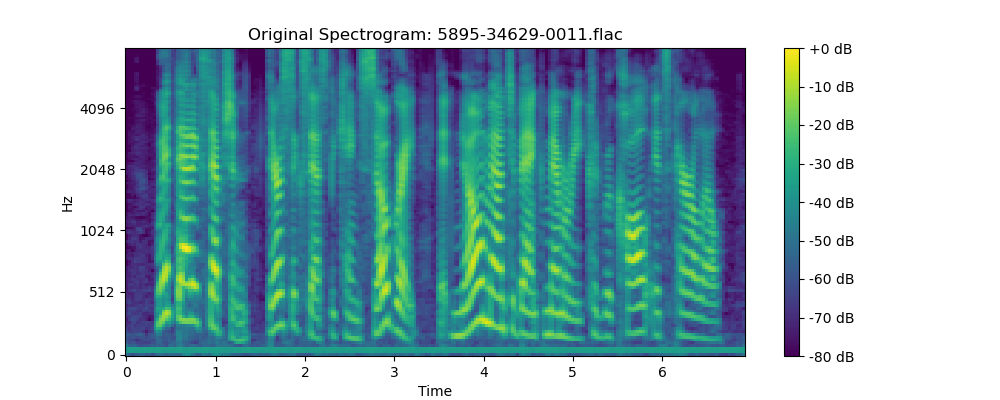 Original Spectrogram: 5895-34629-0011.flac
Hz
4096
2048
1024
512
0
0 1 2 3 4 5 6
Time
+0 dB
-10 dB
-20 dB
-30 dB
-40 dB
-50 dB
-60 dB
-70 dB
-80 dB